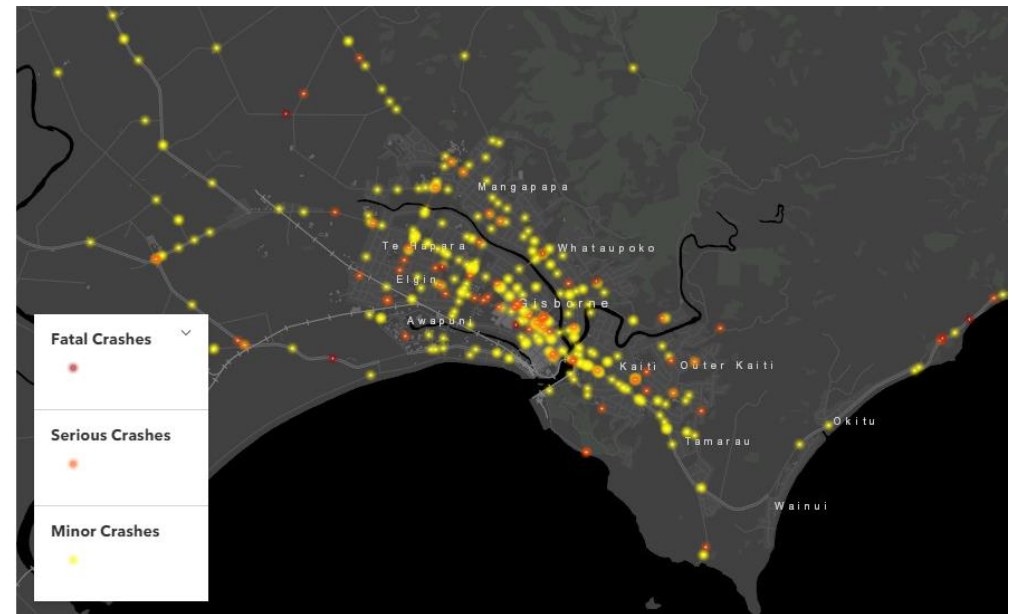 Mangapapa
Te Hapara
Whataupoko
Elgin
Gisborne
Awapuni
Kaiti
Outer Kaiti
Okitu
Tamarau
Wainui
Fatal Crashes
Serious Crashes
Minor Crashes